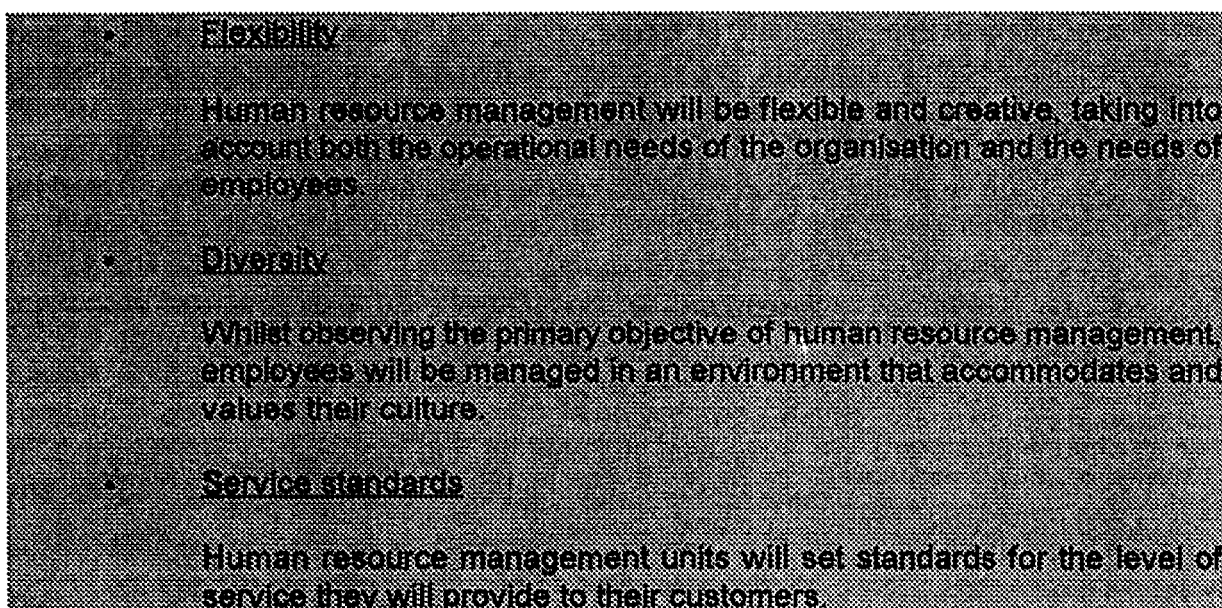 • Flexibility
Human resource management will be flexible and creative, taking into
account both the operational needs of the organisation and the needs of
employees.
• Diversity
Whilst observing the primary objective of human resource management,
employees will be managed in an environment that accommodates and
values their culture.
• Service standards
Human resource management units will set standards for the level of
service they will provide to their customers.